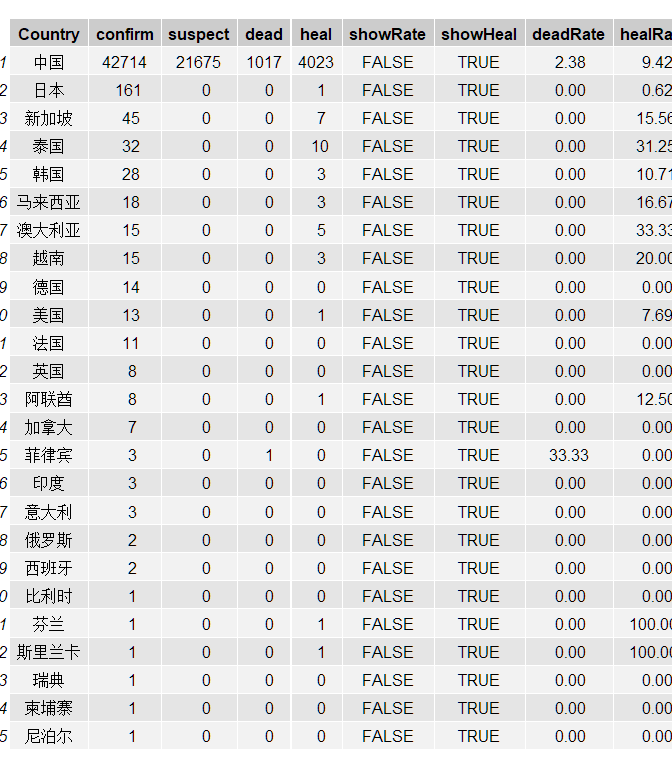 Country confirm suspect dead heal showRate showHeal deadRate healRa
1 中国 42714 21675 1017 4023 FALSE TRUE 2.38 9.42
2 日本 161 0 0 1 FALSE TRUE 0.00 0.62
3 新加坡 45 0 0 7 FALSE TRUE 0.00 15.56
4 泰国 32 0 0 10 FALSE TRUE 0.00 31.25
5 韩国 28 0 0 3 FALSE TRUE 0.00 10.71
6 马来西亚 18 0 0 3 FALSE TRUE 0.00 16.67
7 澳大利亚 15 0 0 5 FALSE TRUE 0.00 33.33
8 越南 15 0 0 3 FALSE TRUE 0.00 20.00
9 德国 14 0 0 0 FALSE TRUE 0.00 0.00
0 美国 13 0 0 1 FALSE TRUE 0.00 7.69
1 法国 11 0 0 0 FALSE TRUE 0.00 0.00
2 英国 8 0 0 0 FALSE TRUE 0.00 0.00
3 阿联酋 8 0 0 1 FALSE TRUE 0.00 12.50
4 加拿大 7 0 0 0 FALSE TRUE 0.00 0.00
5 菲律宾 3 0 1 0 FALSE TRUE 33.33 0.00
6 印度 3 0 0 0 FALSE TRUE 0.00 0.00
7 意大利 3 0 0 0 FALSE TRUE 0.00 0.00
8 俄罗斯 2 0 0 0 FALSE TRUE 0.00 0.00
9 西班牙 2 0 0 0 FALSE TRUE 0.00 0.00
0 比利时 1 0 0 0 FALSE TRUE 0.00 0.00
1 芬兰 1 0 0 1 FALSE TRUE 0.00 100.00
2 斯里兰卡 1 0 0 1 FALSE TRUE 0.00 100.00
3 瑞典 1 0 0 0 FALSE TRUE 0.00 0.00
4 柬埔寨 1 0 0 0 FALSE TRUE 0.00 0.00
5 尼泊尔 1 0 0 0 FALSE TRUE 0.00 0.00